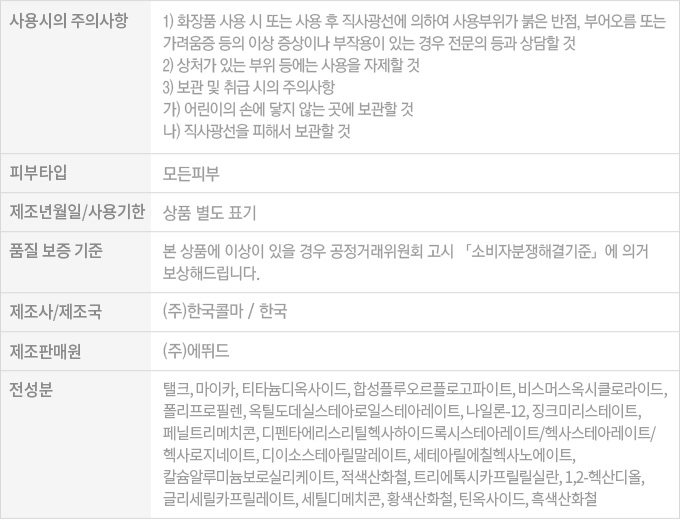 사용시의 주의사항
1) 화장품 사용 시 또는 사용 후 직사광선에 의하여 사용부위가 붉은 반점, 부어오름 또는
가려움증 등의 이상 증상이나 부작용이 있는 경우 전문의 등과 상담할 것
2) 상처가 있는 부위 등에는 사용을 자제할 것
3) 보관 및 취급 시의 주의사항
가) 어린이의 손에 닿지 않는 곳에 보관할 것
나) 직사광선을 피해서 보관할 것
피부타입
모든피부
제조년월일/사용기한
상품 별도 표기
품질 보증 기준
본 상품에 이상이 있을 경우 공정거래위원회 고시 「소비자분쟁해결기준」에 의거
보상해드립니다.
제조사/제조국
(주)한국콜마 / 한국
제조판매원
(주)에뛰드
전성분
탤크, 마이카, 티타늄디옥사이드, 합성플루오르플로고파이트, 비스머스옥시클로라이드,
폴리프로필렌, 옥틸도데실스테아로일스테아레이트, 나일론-12, 징크미리스테이트,
페닐트리메치콘, 디펜타에리스리틸헥사하이드록시스테아레이트/헥사스테아레이트/
헥사로지네이트, 디이소스테아릴말레이트, 세테아릴에칠헥사노에이트,
칼슘알루미늄보로실리케이트, 적색산화철, 트리에톡시카프릴릴실란, 1,2-헥산디올,
글리세릴카프릴레이트, 세틸디메치콘, 황색산화철, 틴옥사이드, 흑색산화철